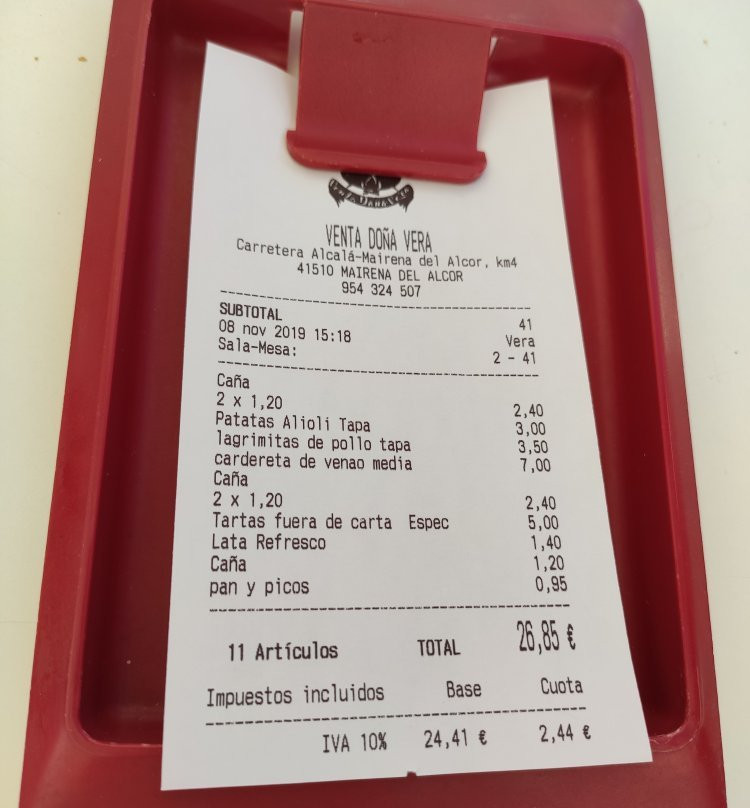 VENTA DOÑA VERA
Carretera Alcalá-Mairena del Alcor, km4
41510 MAIRENA DEL ALCOR
954 324 507
SUBTOTAL 41
08 nov 2019 15:18 Vera
Sala-Mesa: 2 - 41
Caña
2 x 1,20 2,40
Patatas Alioli Tapa 3,00
lagrimitas de pollo tapa 3,50
cardereta de venao media 7,00
Caña
2 x 1,20 2,40
Tartas fuera de carta Espec 5,00
Lata Refresco 1,40
Caña 1,20
pan y picos 0,95
11 Artículos TOTAL 26,85 €
Impuestos incluidos Base Cuota
IVA 10% 24,41 € 2,44 €